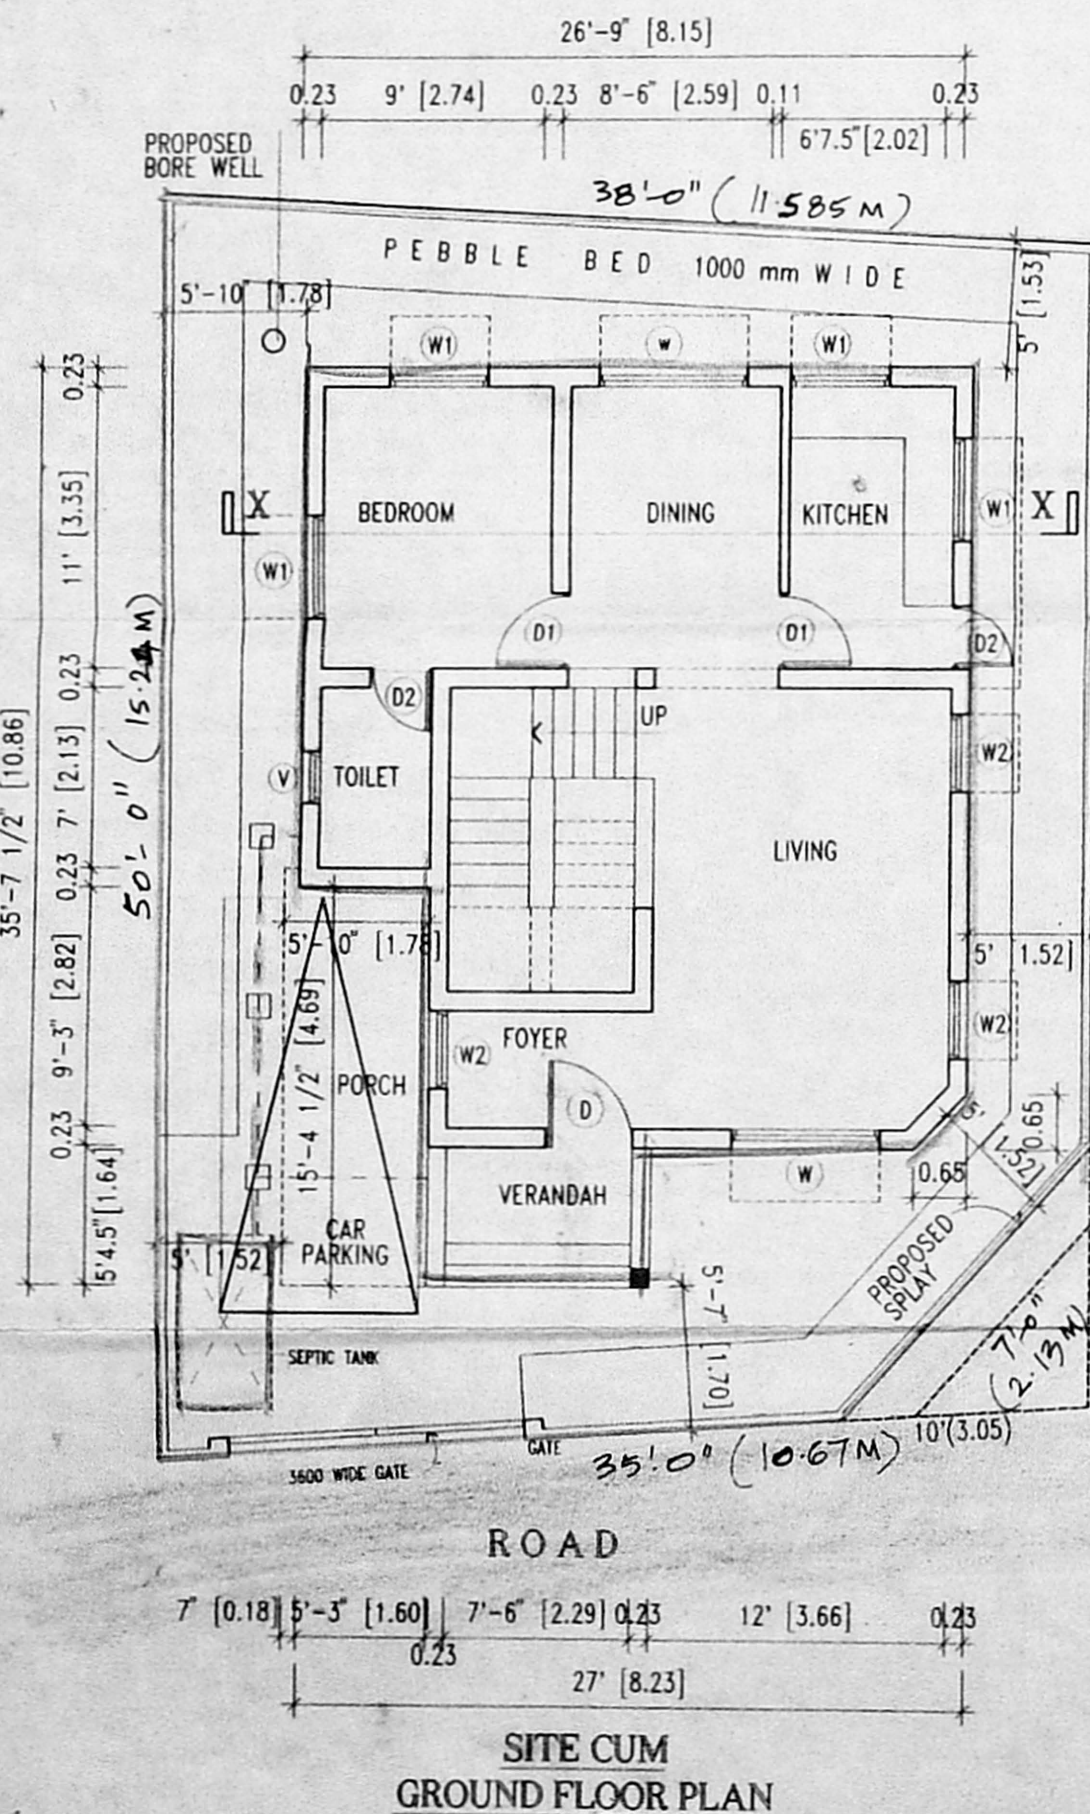 26'-9" [8.15]
0.23 9' [2.74] 0.23 8'-6" [2.59] 0.11 0.23
6'7.5" [2.02]
PROPOSED
BORE WELL
38'-0" (11.585 M)
PEBBLE BED 1000 mm WIDE
5'-10" [1.78]
5' [1.53]
W1 W W1
0.23
11' [3.35]
X BEDROOM DINING KITCHEN W1 X
W1
D1 D1 D2
0.23
50'-0" (15.24 M)
35'-7 1/2" [10.86]
D2
UP
7' [2.13]
V TOILET
W2
LIVING
0.23
5'-10" [1.78]
5' 1.52]
9'-3" [2.82]
15'-4 1/2" [4.69]
W2 FOYER W2
PORCH
D
0.23
0.65
5' 1.52]
5'4.5" [1.64]
VERANDAH W 0.65
CAR
PARKING
5' [1.52]
PROPOSED
SPLAY
5'-7" [1.70]
7'-0"
(2.13 M)
SEPTIC TANK
10'(3.05)
GATE
35'.0" (10.67M)
3600 WIDE GATE
ROAD
7" [0.18] 5'-3" [1.60] 7'-6" [2.29] 0.23 12' [3.66] 0.23
0.23
27' [8.23]
SITE CUM
GROUND FLOOR PLAN